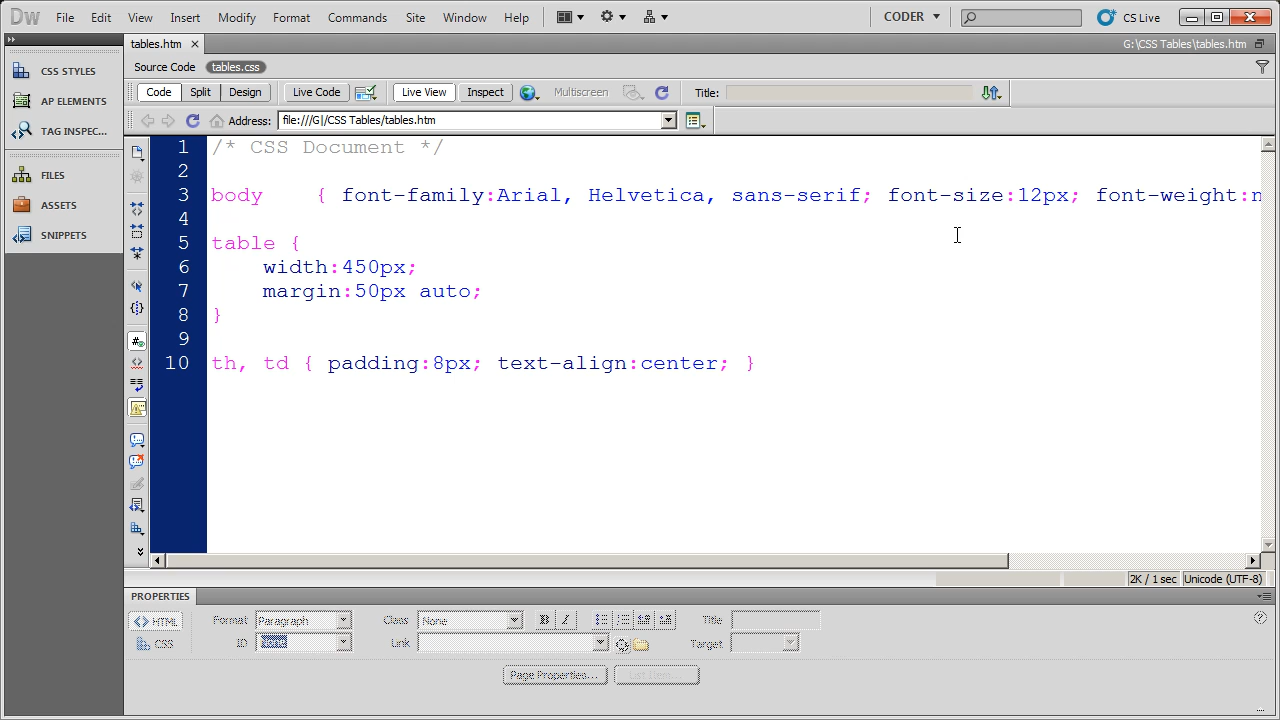 Dw File Edit View Insert Modify Format Commands Site Window Help CODER CS Live
tables.htm G:\CSS Tables\tables.htm
Source Code tables.css
Code Split Design Live Code Live View Inspect Multiscreen Title:
Address: file:///G|/CSS Tables/tables.htm
CSS STYLES
AP ELEMENTS
TAG INSPEC...
FILES
ASSETS
SNIPPETS
1 /* CSS Document */
2
3 body { font-family:Arial, Helvetica, sans-serif; font-size:12px; font-weight:n
4
5 table {
6 width:450px;
7 margin:50px auto;
8 }
9
10 th, td { padding:8px; text-align:center; }
2K / 1 sec Unicode (UTF-8)
PROPERTIES
<> HTML Format Paragraph Class None B I Title
CSS ID Link Target
Page Properties... List Item...